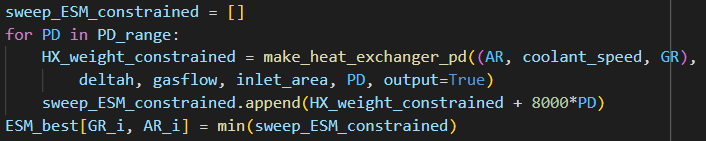 sweep_ESM_constrained = []
for PD in PD_range:
    HX_weight_constrained = make_heat_exchanger_pd((AR, coolant_speed, GR),
        deltah, gasflow, inlet_area, PD, output=True)
    sweep_ESM_constrained.append(HX_weight_constrained + 8000*PD)
ESM_best[GR_i, AR_i] = min(sweep_ESM_constrained)